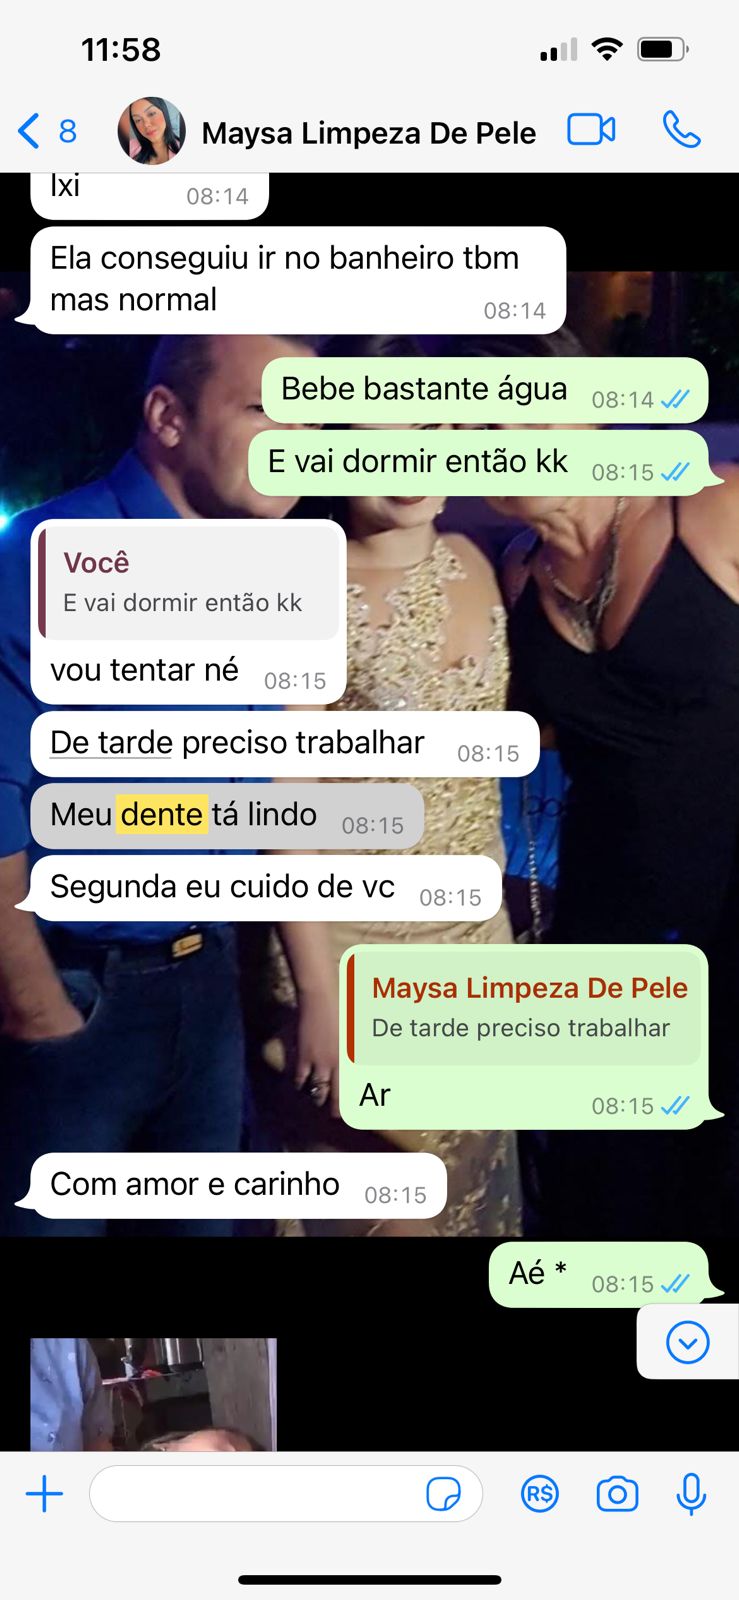 11:58
8
Maysa Limpeza De Pele
Ixi
08:14
Ela conseguiu ir no banheiro tbm
mas normal
08:14
Bebe bastante água 08:14
E vai dormir então kk 08:15
Você
E vai dormir então kk
vou tentar né 08:15
De tarde preciso trabalhar 08:15
Meu dente tá lindo 08:15
Segunda eu cuido de vc 08:15
Maysa Limpeza De Pele
De tarde preciso trabalhar
Ar 08:15
Com amor e carinho 08:15
Aé * 08:15
R$